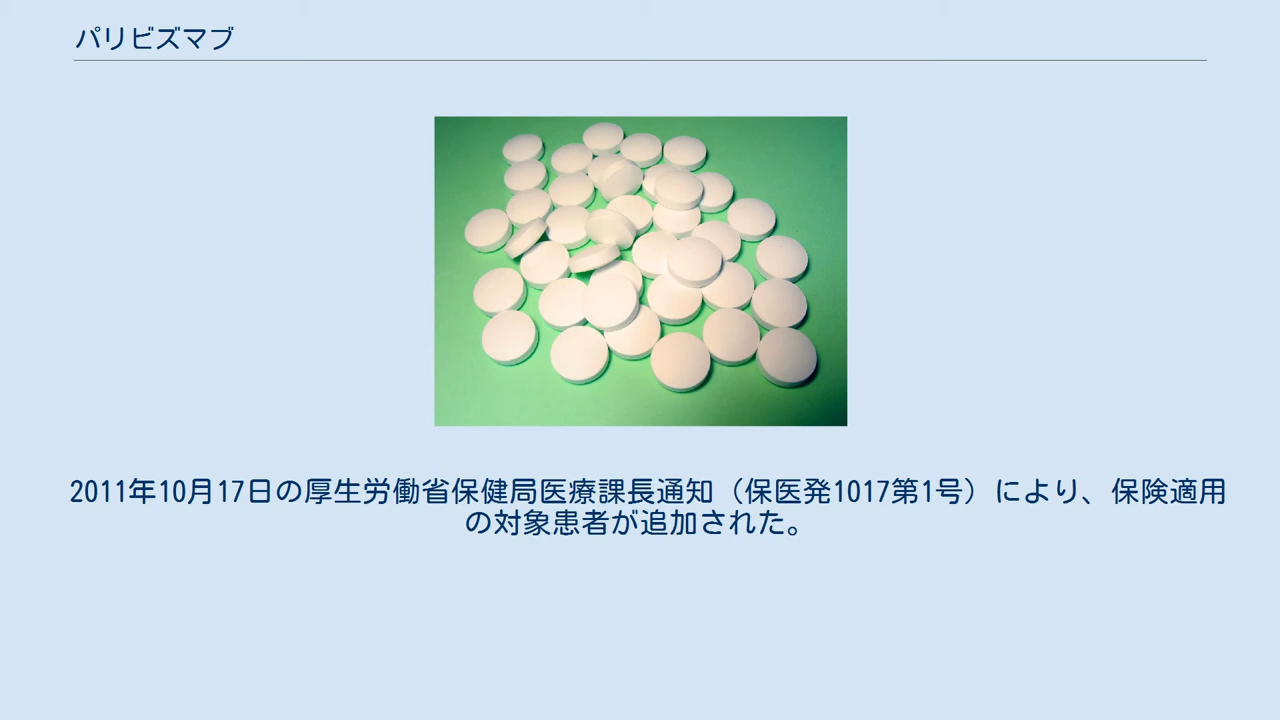 パリビズマブ
2011年10月17日の厚生労働省保健局医療課長通知（保医発1017第1号）により、保険適用
の対象患者が追加された。